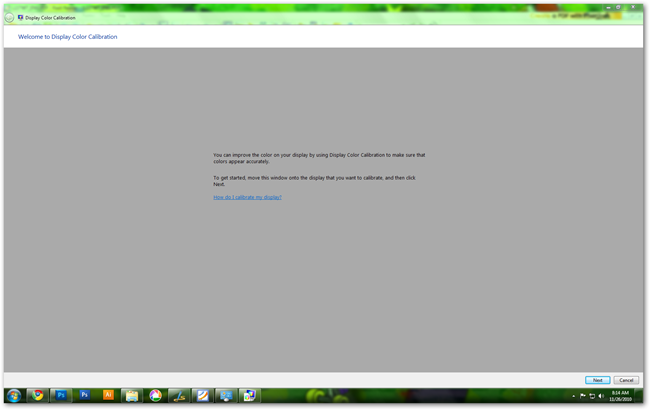 Display Color Calibration
Welcome to Display Color Calibration
You can improve the color on your display by using Display Color Calibration to make sure that
colors appear accurately.
To get started, move this window onto the display that you want to calibrate, and then click
Next.
How do I calibrate my display?
Next
Cancel
Ps
Ps
Ai
8:14 AM
11/26/2010